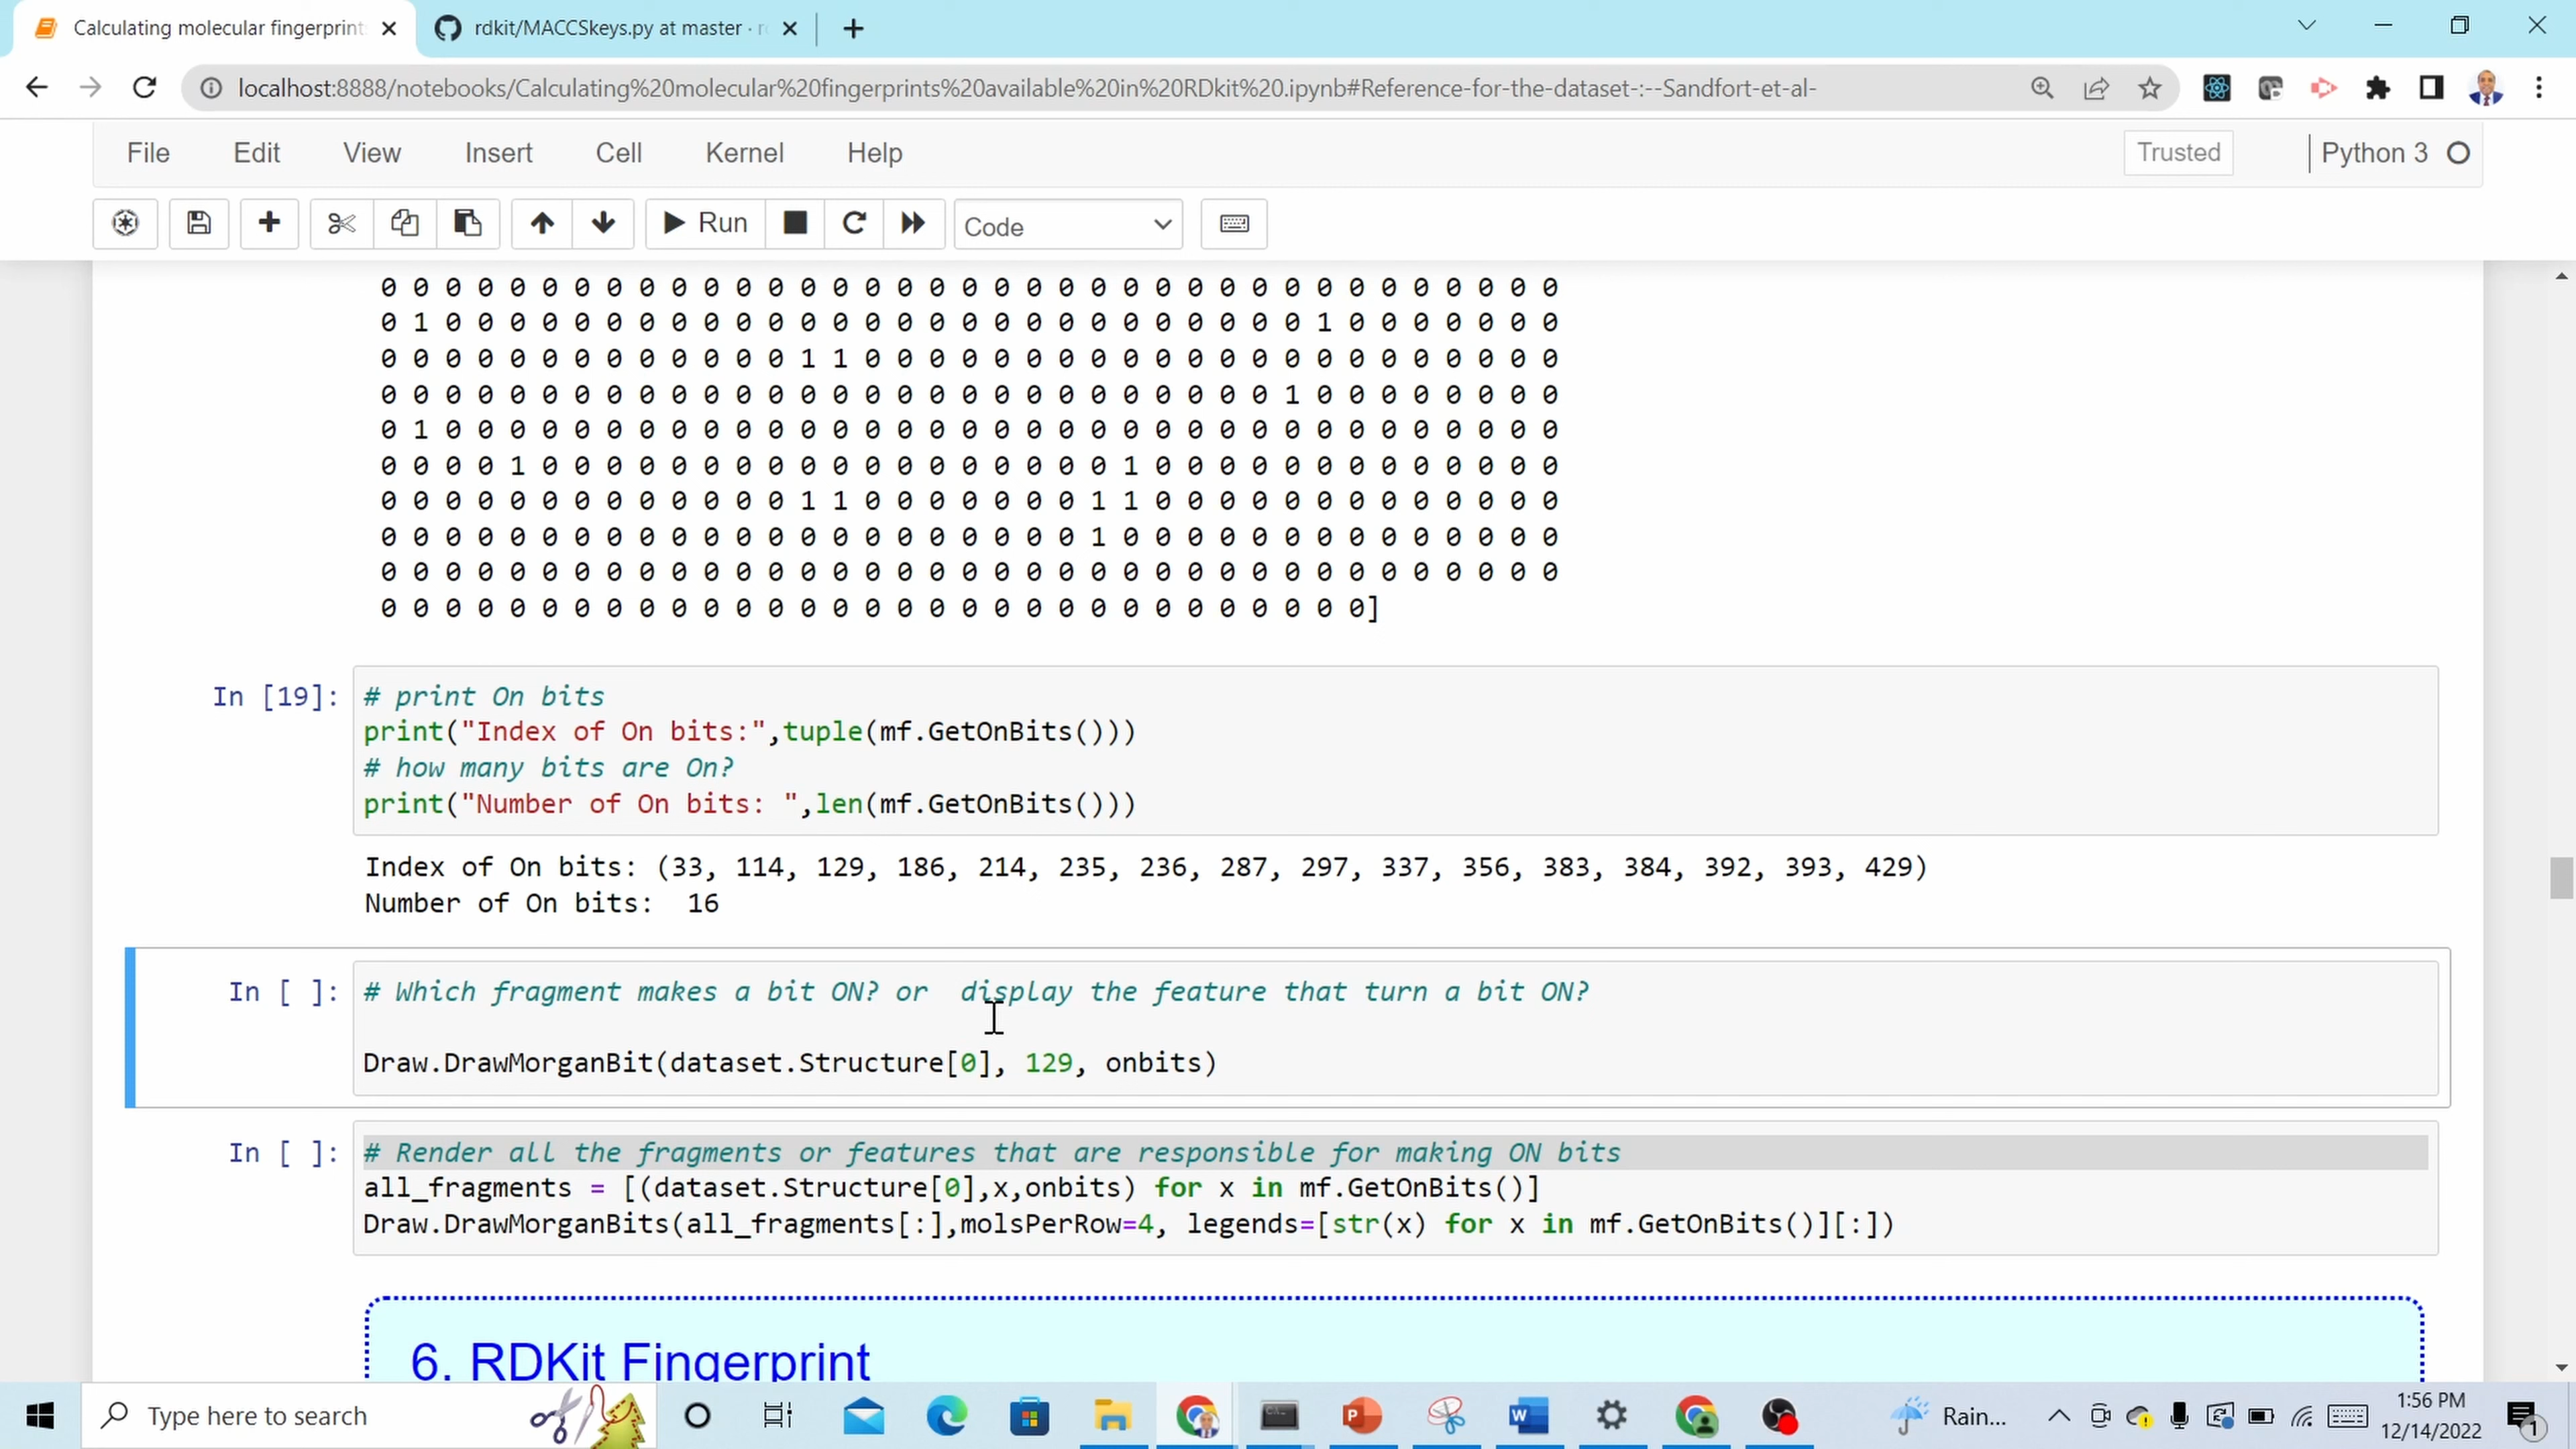 Calculating molecular fingerprint
rdkit/MACCSkeys.py at master · r
localhost:8888/notebooks/Calculating%20molecular%20fingerprints%20available%20in%20RDkit%20.ipynb#Reference-for-the-dataset-:--Sandfort-et-al-
File Edit View Insert Cell Kernel Help Trusted Python 3
Run Code
0 0 0 0 0 0 0 0 0 0 0 0 0 0 0 0 0 0 0 0 0 0 0 0 0 0 0 0 0 0 0 0 0 0 0 0 0
0 1 0 0 0 0 0 0 0 0 0 0 0 0 0 0 0 0 0 0 0 0 0 0 0 0 0 0 0 1 0 0 0 0 0 0 0
0 0 0 0 0 0 0 0 0 0 0 0 0 1 1 0 0 0 0 0 0 0 0 0 0 0 0 0 0 0 0 0 0 0 0 0 0
0 0 0 0 0 0 0 0 0 0 0 0 0 0 0 0 0 0 0 0 0 0 0 0 0 0 0 0 1 0 0 0 0 0 0 0 0
0 1 0 0 0 0 0 0 0 0 0 0 0 0 0 0 0 0 0 0 0 0 0 0 0 0 0 0 0 0 0 0 0 0 0 0 0
0 0 0 0 1 0 0 0 0 0 0 0 0 0 0 0 0 0 0 0 0 0 0 1 0 0 0 0 0 0 0 0 0 0 0 0 0
0 0 0 0 0 0 0 0 0 0 0 0 0 1 1 0 0 0 0 0 0 0 1 1 0 0 0 0 0 0 0 0 0 0 0 0 0
0 0 0 0 0 0 0 0 0 0 0 0 0 0 0 0 0 0 0 0 0 0 1 0 0 0 0 0 0 0 0 0 0 0 0 0 0
0 0 0 0 0 0 0 0 0 0 0 0 0 0 0 0 0 0 0 0 0 0 0 0 0 0 0 0 0 0 0 0 0 0 0 0 0
0 0 0 0 0 0 0 0 0 0 0 0 0 0 0 0 0 0 0 0 0 0 0 0 0 0 0 0 0 0 0]
In [19]: # print On bits
print("Index of On bits:",tuple(mf.GetOnBits()))
# how many bits are On?
print("Number of On bits: ",len(mf.GetOnBits()))
Index of On bits: (33, 114, 129, 186, 214, 235, 236, 287, 297, 337, 356, 383, 384, 392, 393, 429)
Number of On bits:  16
In [ ]: # Which fragment makes a bit ON? or  display the feature that turn a bit ON?
Draw.DrawMorganBit(dataset.Structure[0], 129, onbits)
In [ ]: # Render all the fragments or features that are responsible for making ON bits
all_fragments = [(dataset.Structure[0],x,onbits) for x in mf.GetOnBits()]
Draw.DrawMorganBits(all_fragments[:],molsPerRow=4, legends=[str(x) for x in mf.GetOnBits()][:])
6. RDKit Fingerprint
Type here to search
Rain...
1:56 PM
12/14/2022
1